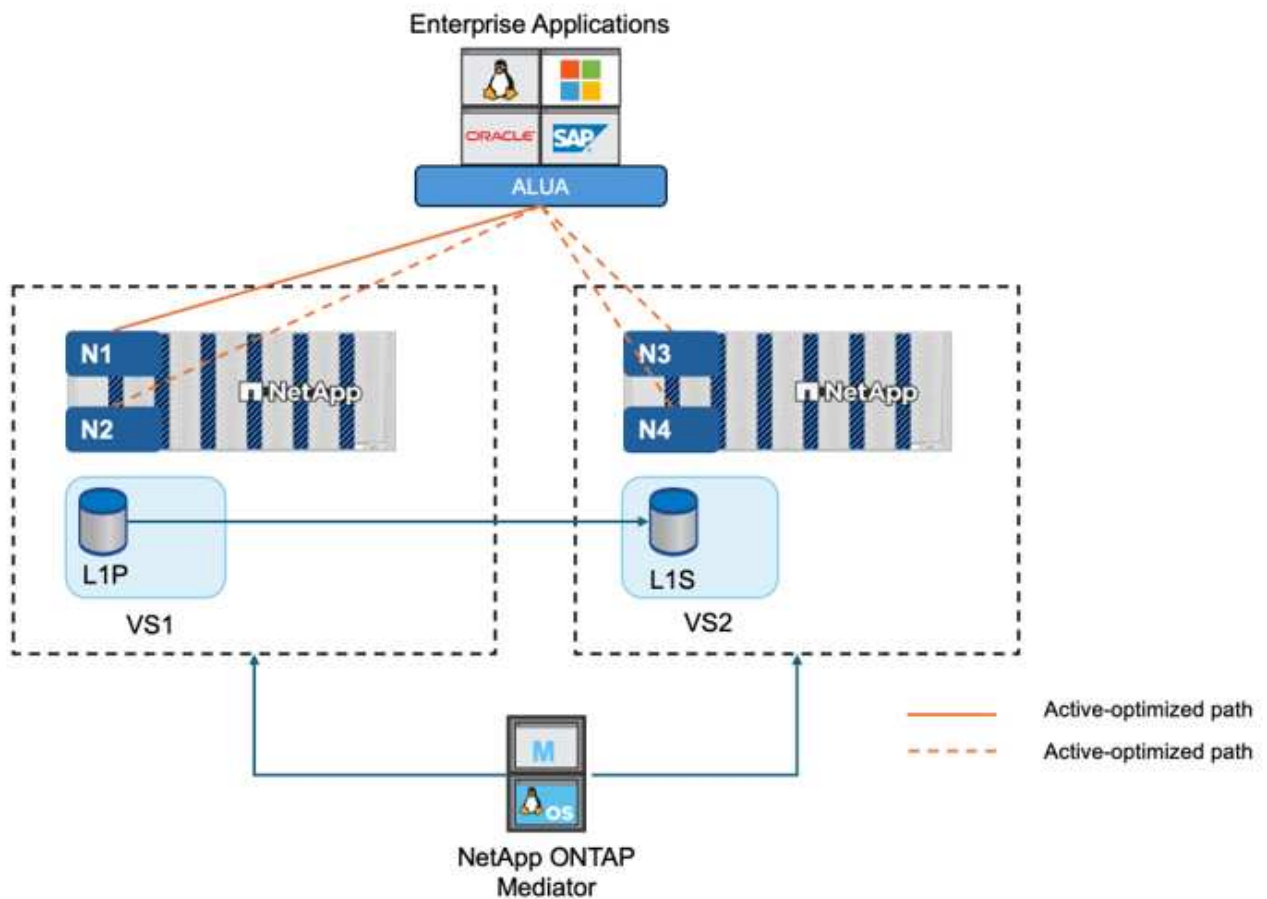 Enterprise Applications
ORACLE
SAP
ALUA
N1
NetApp
N2
N3
NetApp
N4
L1P
VS1
L1S
VS2
M
OS
NetApp ONTAP
Mediator
Active-optimized path
Active-optimized path